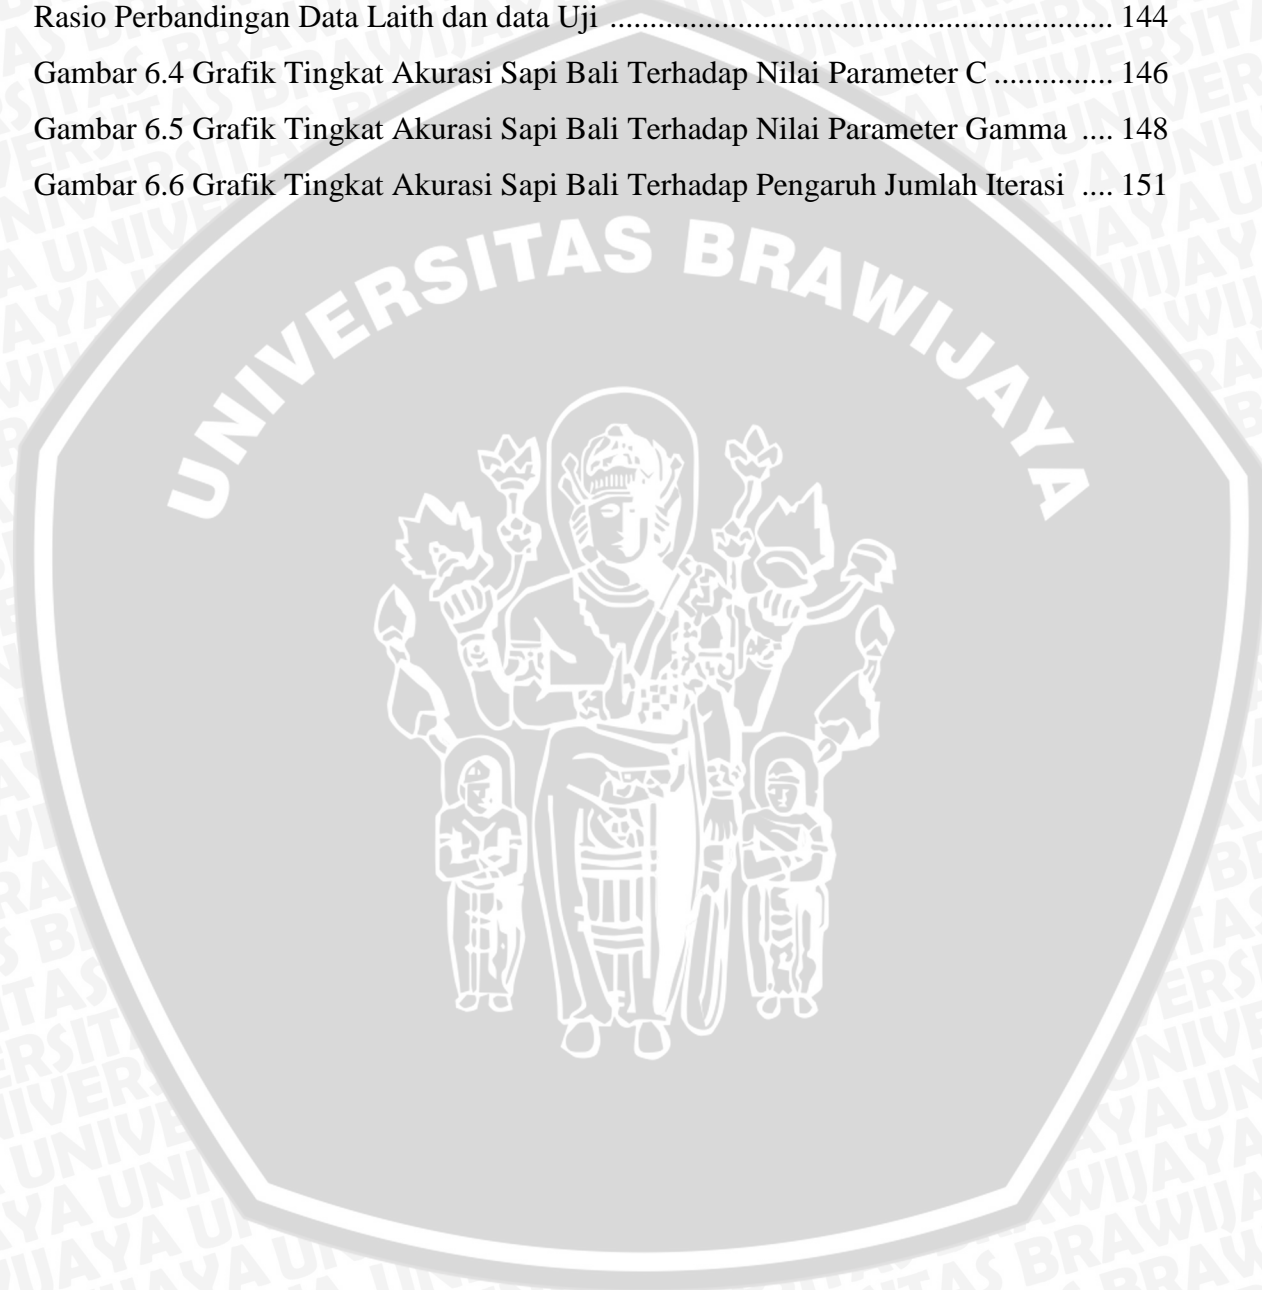 Rasio Perbandingan Data Laith dan data Uji ............................................................... 144
Gambar 6.4 Grafik Tingkat Akurasi Sapi Bali Terhadap Nilai Parameter C ............... 146
Gambar 6.5 Grafik Tingkat Akurasi Sapi Bali Terhadap Nilai Parameter Gamma .... 148
Gambar 6.6 Grafik Tingkat Akurasi Sapi Bali Terhadap Pengaruh Jumlah Iterasi .... 151
UNIVERSITAS BRAWIJAYA